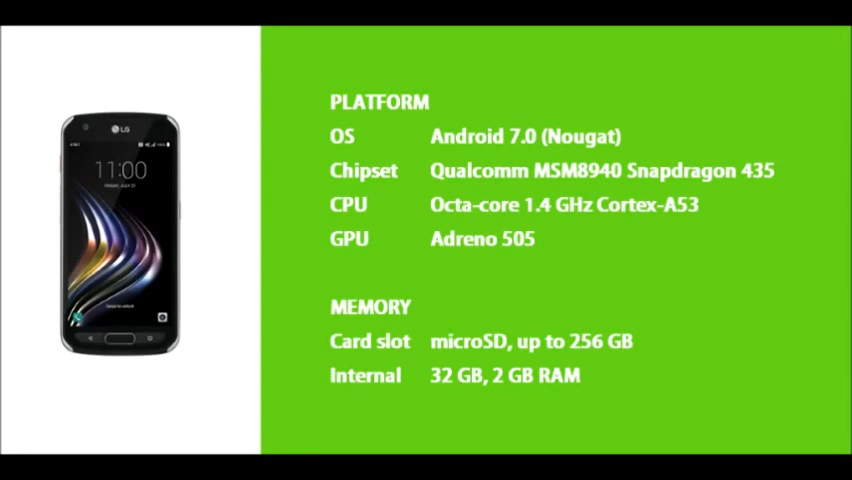 LG
11:00
PLATFORM
OS Android 7.0 (Nougat)
Chipset Qualcomm MSM8940 Snapdragon 435
CPU Octa-core 1.4 GHz Cortex-A53
GPU Adreno 505
MEMORY
Card slot microSD, up to 256 GB
Internal 32 GB, 2 GB RAM